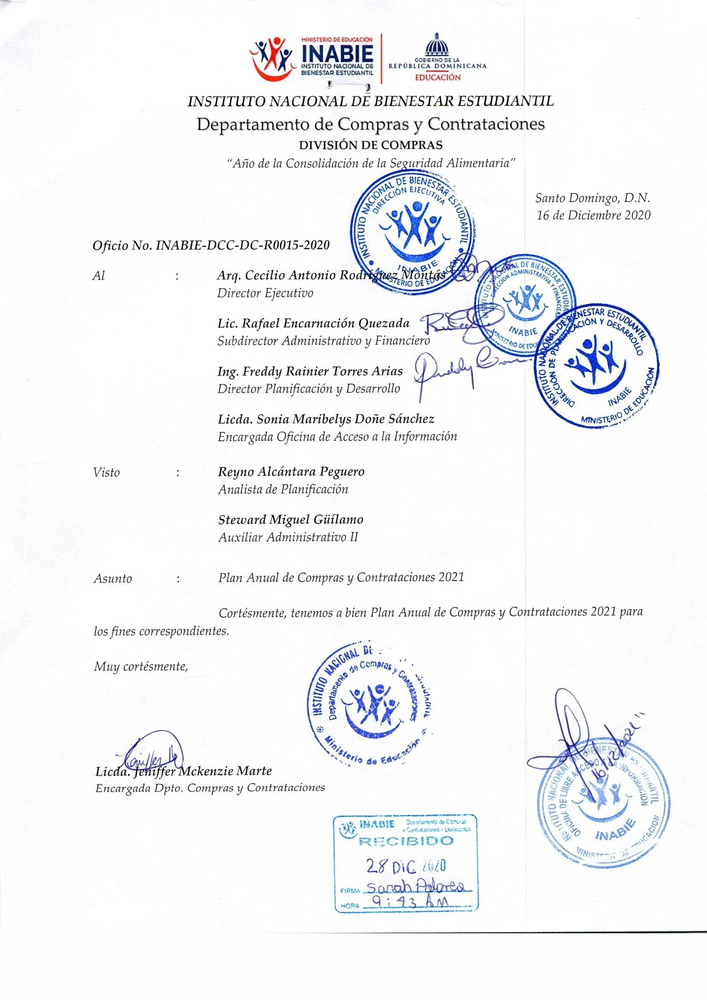 MINISTERIO DE EDUCACIÓN
INABIE
INSTITUTO NACIONAL DE
BIENESTAR ESTUDIANTIL
GOBIERNO DE LA
REPÚBLICA DOMINICANA
EDUCACIÓN
INSTITUTO NACIONAL DE BIENESTAR ESTUDIANTIL
Departamento de Compras y Contrataciones
DIVISIÓN DE COMPRAS
“Año de la Consolidación de la Seguridad Alimentaria”
INSTITUTO NACIONAL DE BIENESTAR ESTUDIANTIL
DIRECCIÓN EJECUTIVA
INABIE
MINISTERIO DE EDUCACIÓN
Santo Domingo, D.N.
16 de Diciembre 2020
Oficio No. INABIE-DCC-DC-R0015-2020
Al : Arq. Cecilio Antonio Rodríguez Montás
Director Ejecutivo
INSTITUTO NACIONAL DE BIENESTAR ESTUDIANTIL
DIRECCIÓN ADMINISTRATIVA Y FINANCIERA
INABIE
MINISTERIO DE EDUCACIÓN
Lic. Rafael Encarnación Quezada
Subdirector Administrativo y Financiero
INSTITUTO NACIONAL DE BIENESTAR ESTUDIANTIL
DIRECCIÓN DE PLANIFICACIÓN Y DESARROLLO
INABIE
MINISTERIO DE EDUCACIÓN
Ing. Freddy Rainier Torres Arias
Director Planificación y Desarrollo
Licda. Sonia Maribelys Doñe Sánchez
Encargada Oficina de Acceso a la Información
Visto : Reyno Alcántara Peguero
Analista de Planificación
Steward Miguel Güílamo
Auxiliar Administrativo II
Asunto : Plan Anual de Compras y Contrataciones 2021
Cortésmente, tenemos a bien Plan Anual de Compras y Contrataciones 2021 para
los fines correspondientes.
Muy cortésmente,
INSTITUTO NACIONAL DE
Departamento de Compras y Contrataciones
Ministerio de Educación
Licda. Jeniffer Mckenzie Marte
Encargada Dpto. Compras y Contrataciones
16/12/2021
INSTITUTO NACIONAL DE BIENESTAR ESTUDIANTIL
OFICINA DE LIBRE ACCESO A LA INFORMACION
INABIE
MINISTERIO DE EDUCACION
INABIE
Departamento de Compras
y Contrataciones - Licitaciones
RECIBIDO
28 DIC 2020
FIRMA Sarah
HORA 9:43 AM